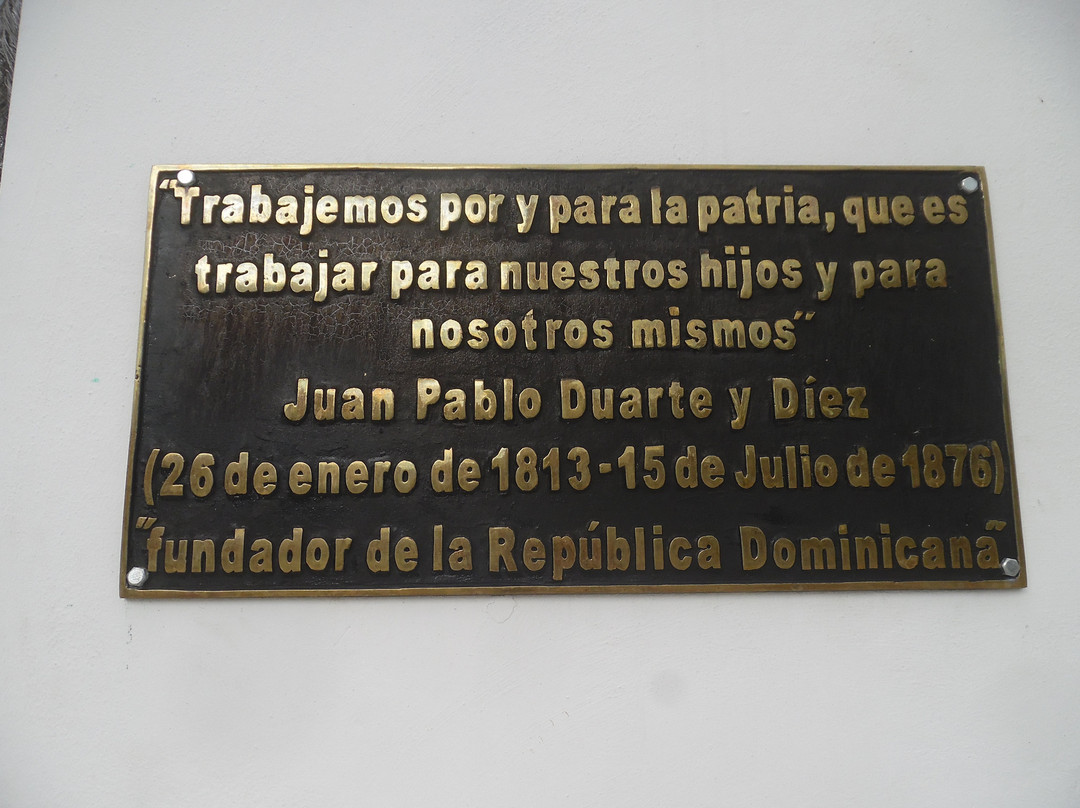 "Trabajemos por y para la patria, que es
trabajar para nuestros hijos y para
nosotros mismos"
Juan Pablo Duarte y Díez
(26 de enero de 1813-15 de Julio de 1876)
"fundador de la República Dominicana"